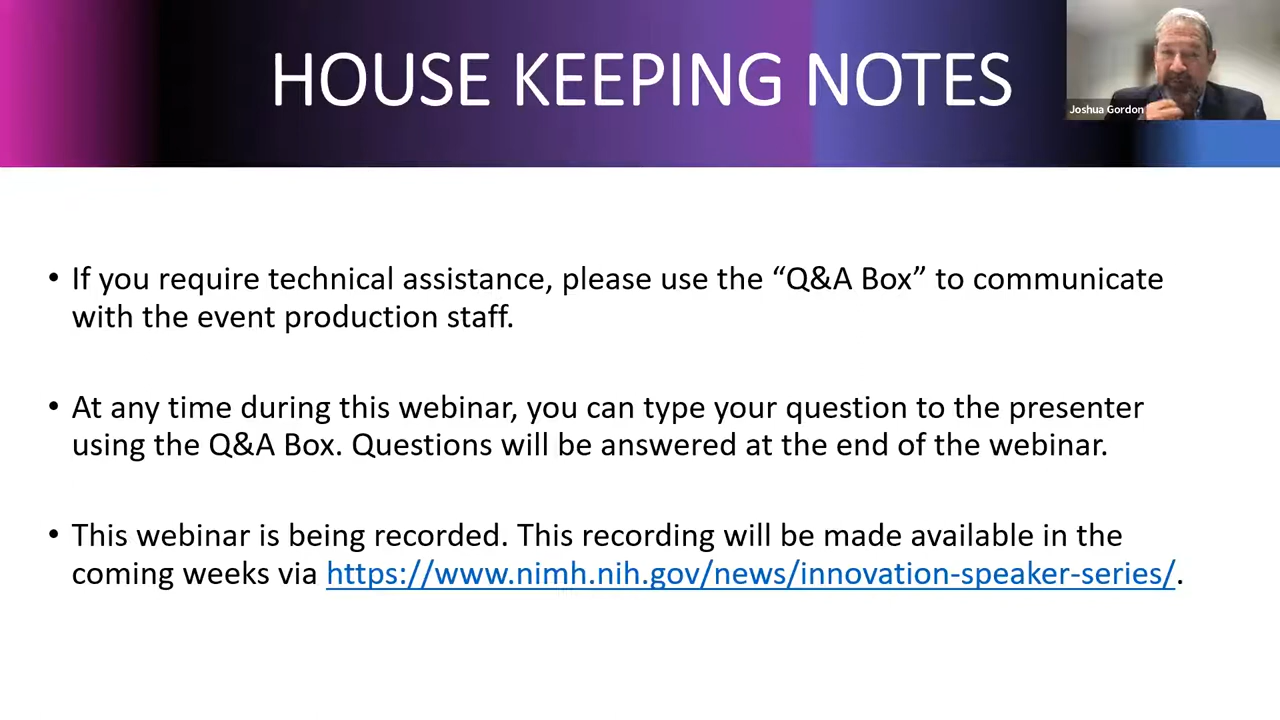 HOUSE KEEPING NOTES
Joshua Gordon
• If you require technical assistance, please use the “Q&A Box” to communicate
with the event production staff.
• At any time during this webinar, you can type your question to the presenter
using the Q&A Box. Questions will be answered at the end of the webinar.
• This webinar is being recorded. This recording will be made available in the
coming weeks via https://www.nimh.nih.gov/news/innovation-speaker-series/.